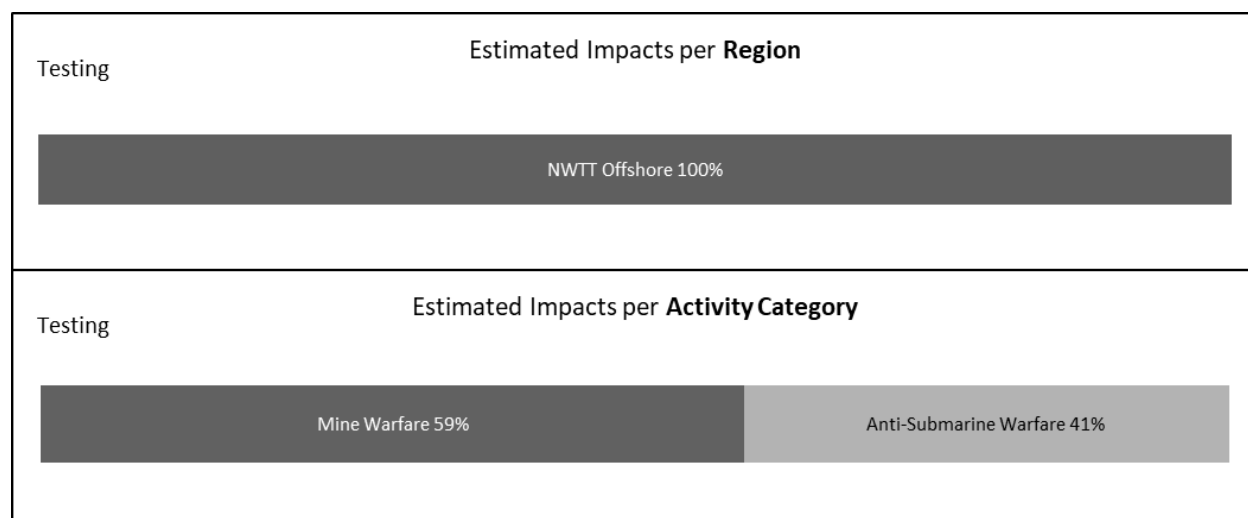 Estimated Impacts per Region
Testing
NWTT Offshore 100%
Estimated Impacts per Activity Category
Testing
Mine Warfare 59%
Anti-Submarine Warfare 41%